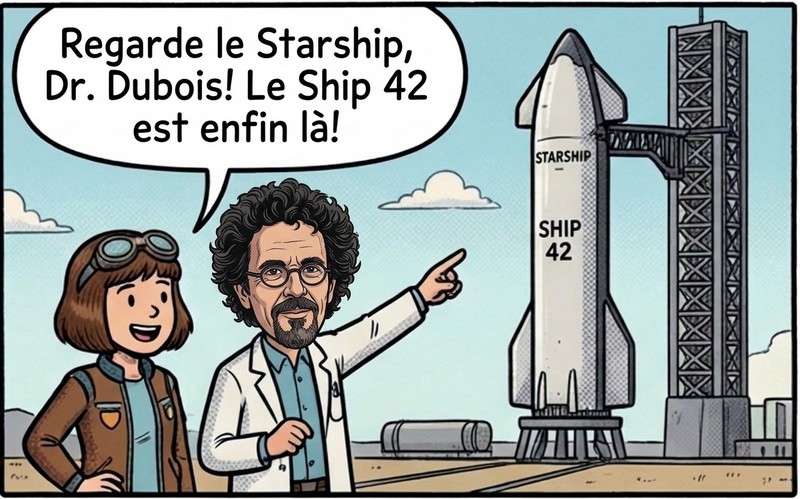 Regarde le Starship,
Dr. Dubois! Le Ship 42
est enfin là!
STARSHIP
SHIP
42